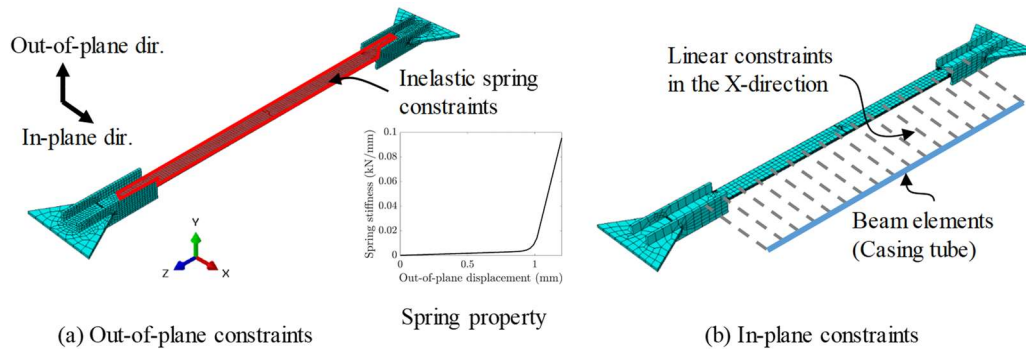 Out-of-plane dir.
In-plane dir.
Y
Z
X
Inelastic spring
constraints
Spring stiffness (kN/mm)
0.1
0.08
0.06
0.04
0.02
0
0
0.5
1
Out-of-plane displacement (mm)
Spring property
(a) Out-of-plane constraints
Linear constraints
in the X-direction
Beam elements
(Casing tube)
(b) In-plane constraints